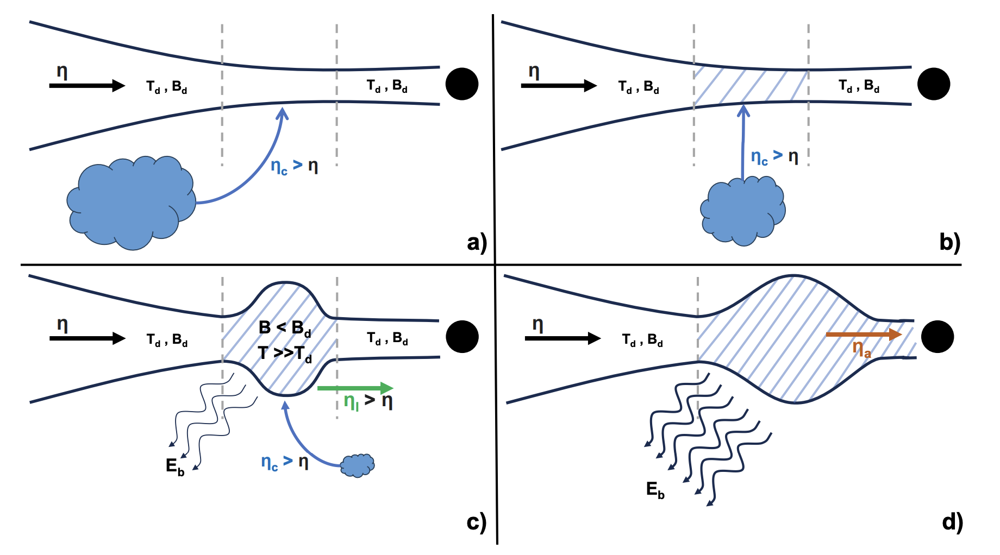 η
T_d , B_d
T_d , B_d
η_c > η
a)
η
T_d , B_d
T_d , B_d
η_c > η
b)
η
T_d , B_d
B < B_d
T >>T_d
T_d , B_d
η_l > η
η_c > η
E_b
c)
η
T_d , B_d
η_a
E_b
d)